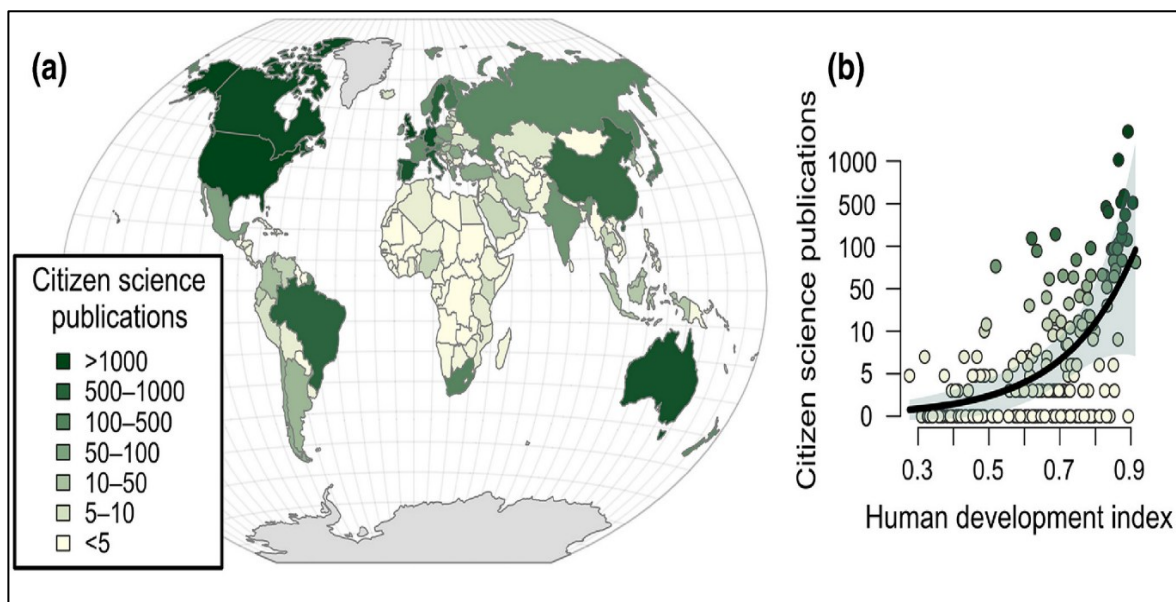 (a)
Citizen science
publications
>1000
500–1000
100–500
50–100
10–50
5–10
<5
(b)
Citizen science publications
1000
500
100
50
10
5
0
0.3 0.5 0.7 0.9
Human development index